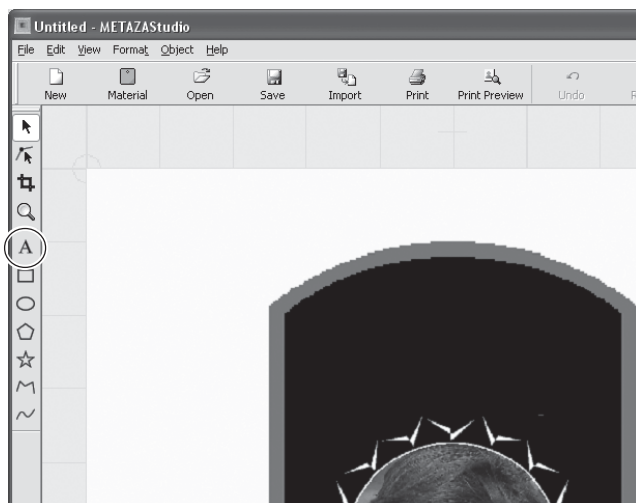 Untitled - METAZAStudio
File Edit View Format Object Help
New Material Open Save Import Print Print Preview Undo
A